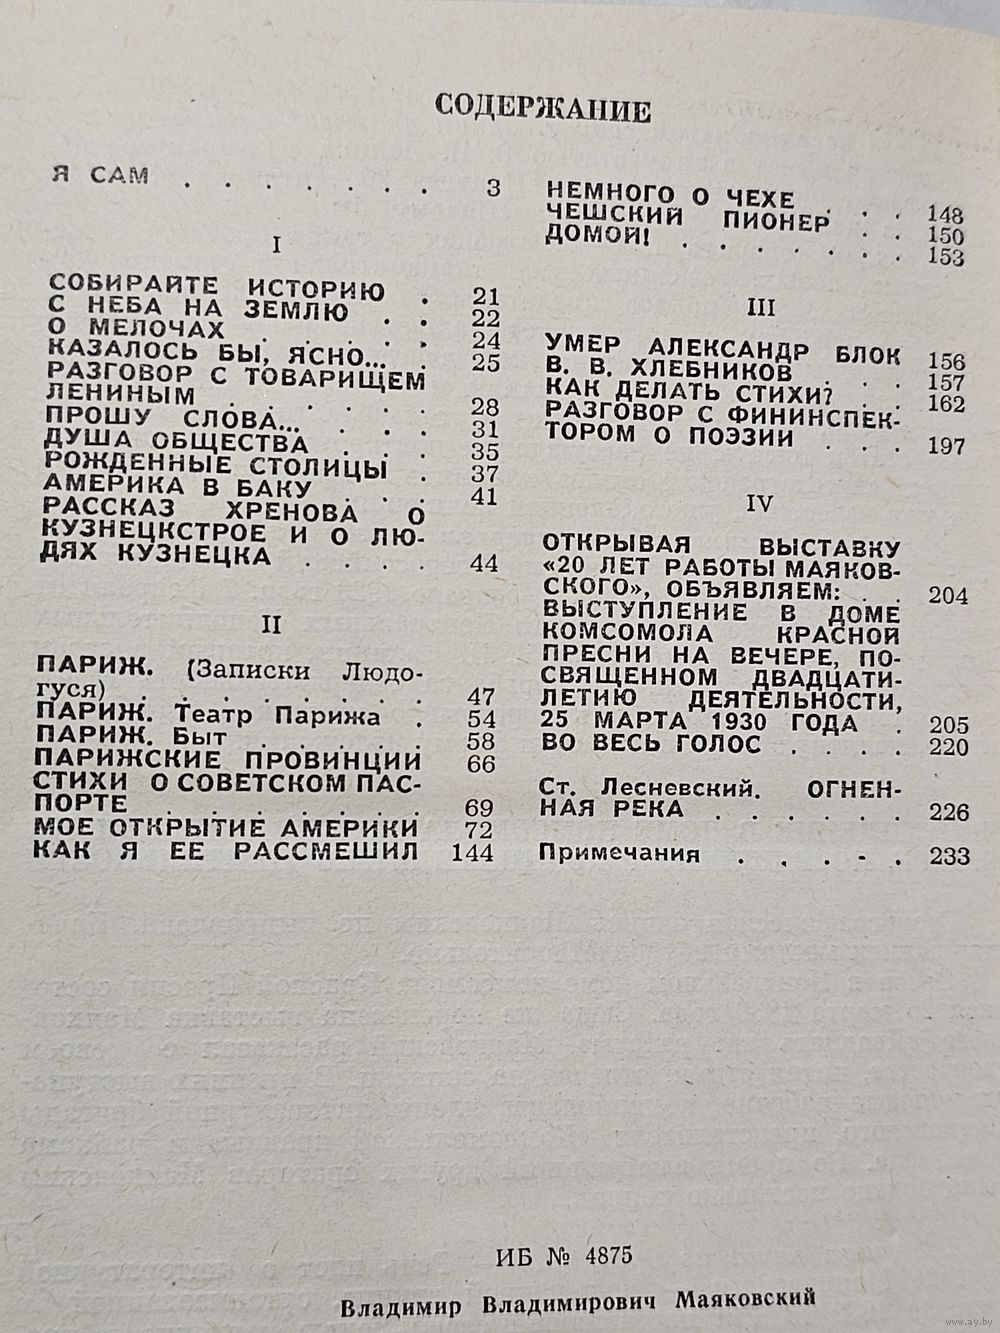 СОДЕРЖАНИЕ
Я САМ . . . . . . . 3
I
СОБИРАЙТЕ ИСТОРИЮ . 21
С НЕБА НА ЗЕМЛЮ . . 22
О МЕЛОЧАХ . . . . . 24
КАЗАЛОСЬ БЫ, ЯСНО... . 25
РАЗГОВОР С ТОВАРИЩЕМ
ЛЕНИНЫМ . . . . . . 28
ПРОШУ СЛОВА... . . . 31
ДУША ОБЩЕСТВА . . . 35
РОЖДЕННЫЕ СТОЛИЦЫ . 37
АМЕРИКА В БАКУ . . . 41
РАССКАЗ ХРЕНОВА О
КУЗНЕЦКСТРОЕ И О ЛЮ-
ДЯХ КУЗНЕЦКА . . . . 44
II
ПАРИЖ. (Записки Людо-
гуся) . . . . . . . . 47
ПАРИЖ. Театр Парижа . 54
ПАРИЖ. Быт . . . . . 58
ПАРИЖСКИЕ ПРОВИНЦИИ 66
СТИХИ О СОВЕТСКОМ ПАС-
ПОРТЕ . . . . . . . 69
МОЕ ОТКРЫТИЕ АМЕРИКИ 72
КАК Я ЕЕ РАССМЕШИЛ 144
НЕМНОГО О ЧЕХЕ . . . 148
ЧЕШСКИЙ ПИОНЕР . . 150
ДОМОЙ! . . . . . . . 153
III
УМЕР АЛЕКСАНДР БЛОК 156
В. В. ХЛЕБНИКОВ . . . 157
КАК ДЕЛАТЬ СТИХИ? . . 162
РАЗГОВОР С ФИНИНСПЕК-
ТОРОМ О ПОЭЗИИ . . . 197
IV
ОТКРЫВАЯ ВЫСТАВКУ
«20 ЛЕТ РАБОТЫ МАЯКОВ-
СКОГО», ОБЪЯВЛЯЕМ: . . 204
ВЫСТУПЛЕНИЕ В ДОМЕ
КОМСОМОЛА КРАСНОЙ
ПРЕСНИ НА ВЕЧЕРЕ, ПО-
СВЯЩЕННОМ ДВАДЦАТИ-
ЛЕТИЮ ДЕЯТЕЛЬНОСТИ,
25 МАРТА 1930 ГОДА . 205
ВО ВЕСЬ ГОЛОС . . . . 220
Ст. Лесневский. ОГНЕН-
НАЯ РЕКА . . . . . . 226
Примечания . . . . . 233
ИБ № 4875
Владимир Владимирович Маяковский
www.ay.by